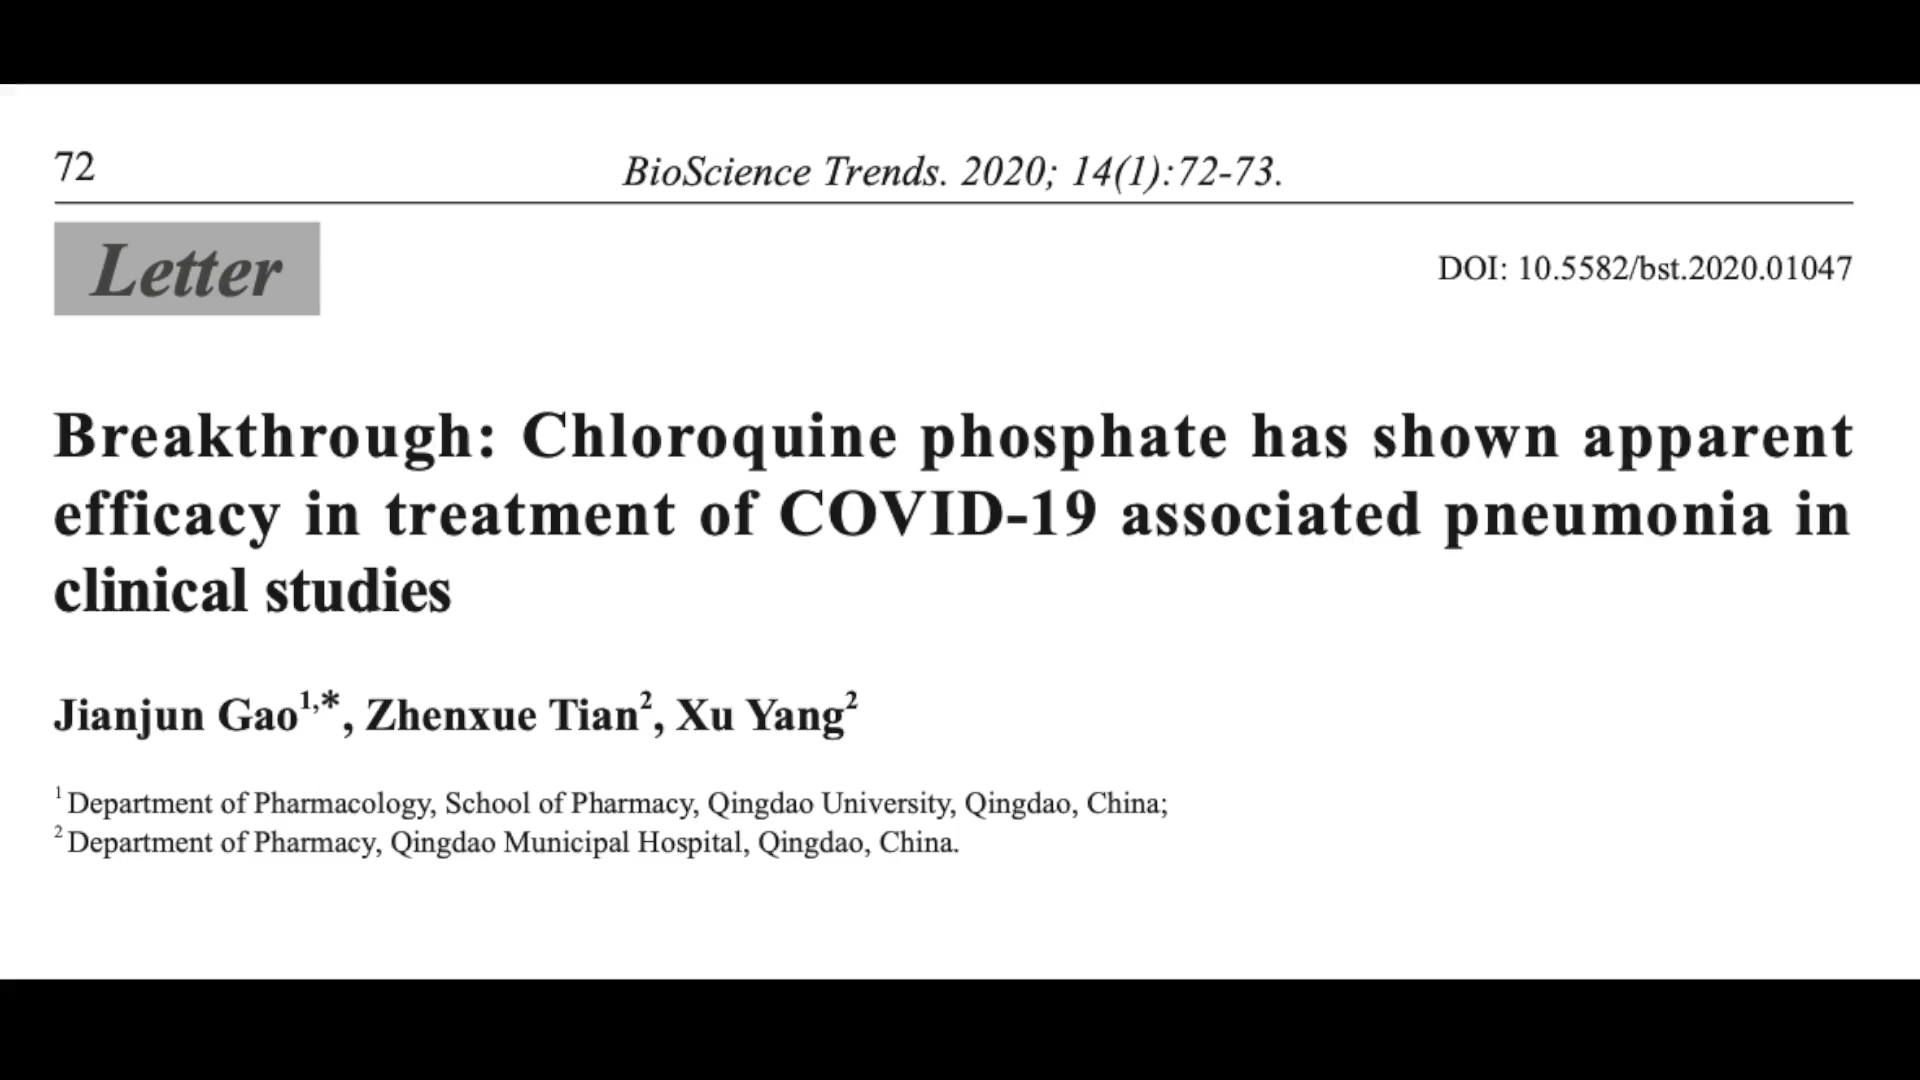 72
BioScience Trends. 2020; 14(1):72-73.
Letter
DOI: 10.5582/bst.2020.01047
Breakthrough: Chloroquine phosphate has shown apparent
efficacy in treatment of COVID-19 associated pneumonia in
clinical studies
Jianjun Gao1,*, Zhenxue Tian2, Xu Yang2
1 Department of Pharmacology, School of Pharmacy, Qingdao University, Qingdao, China;
2 Department of Pharmacy, Qingdao Municipal Hospital, Qingdao, China.